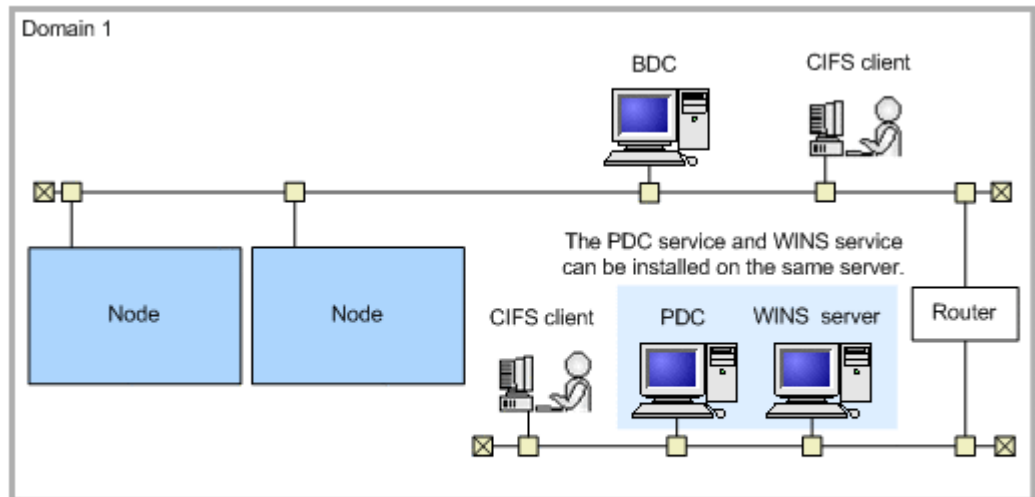 Domain 1
BDC
CIFS client
The PDC service and WINS service
can be installed on the same server.
Node
Node
CIFS client
PDC
WINS server
Router